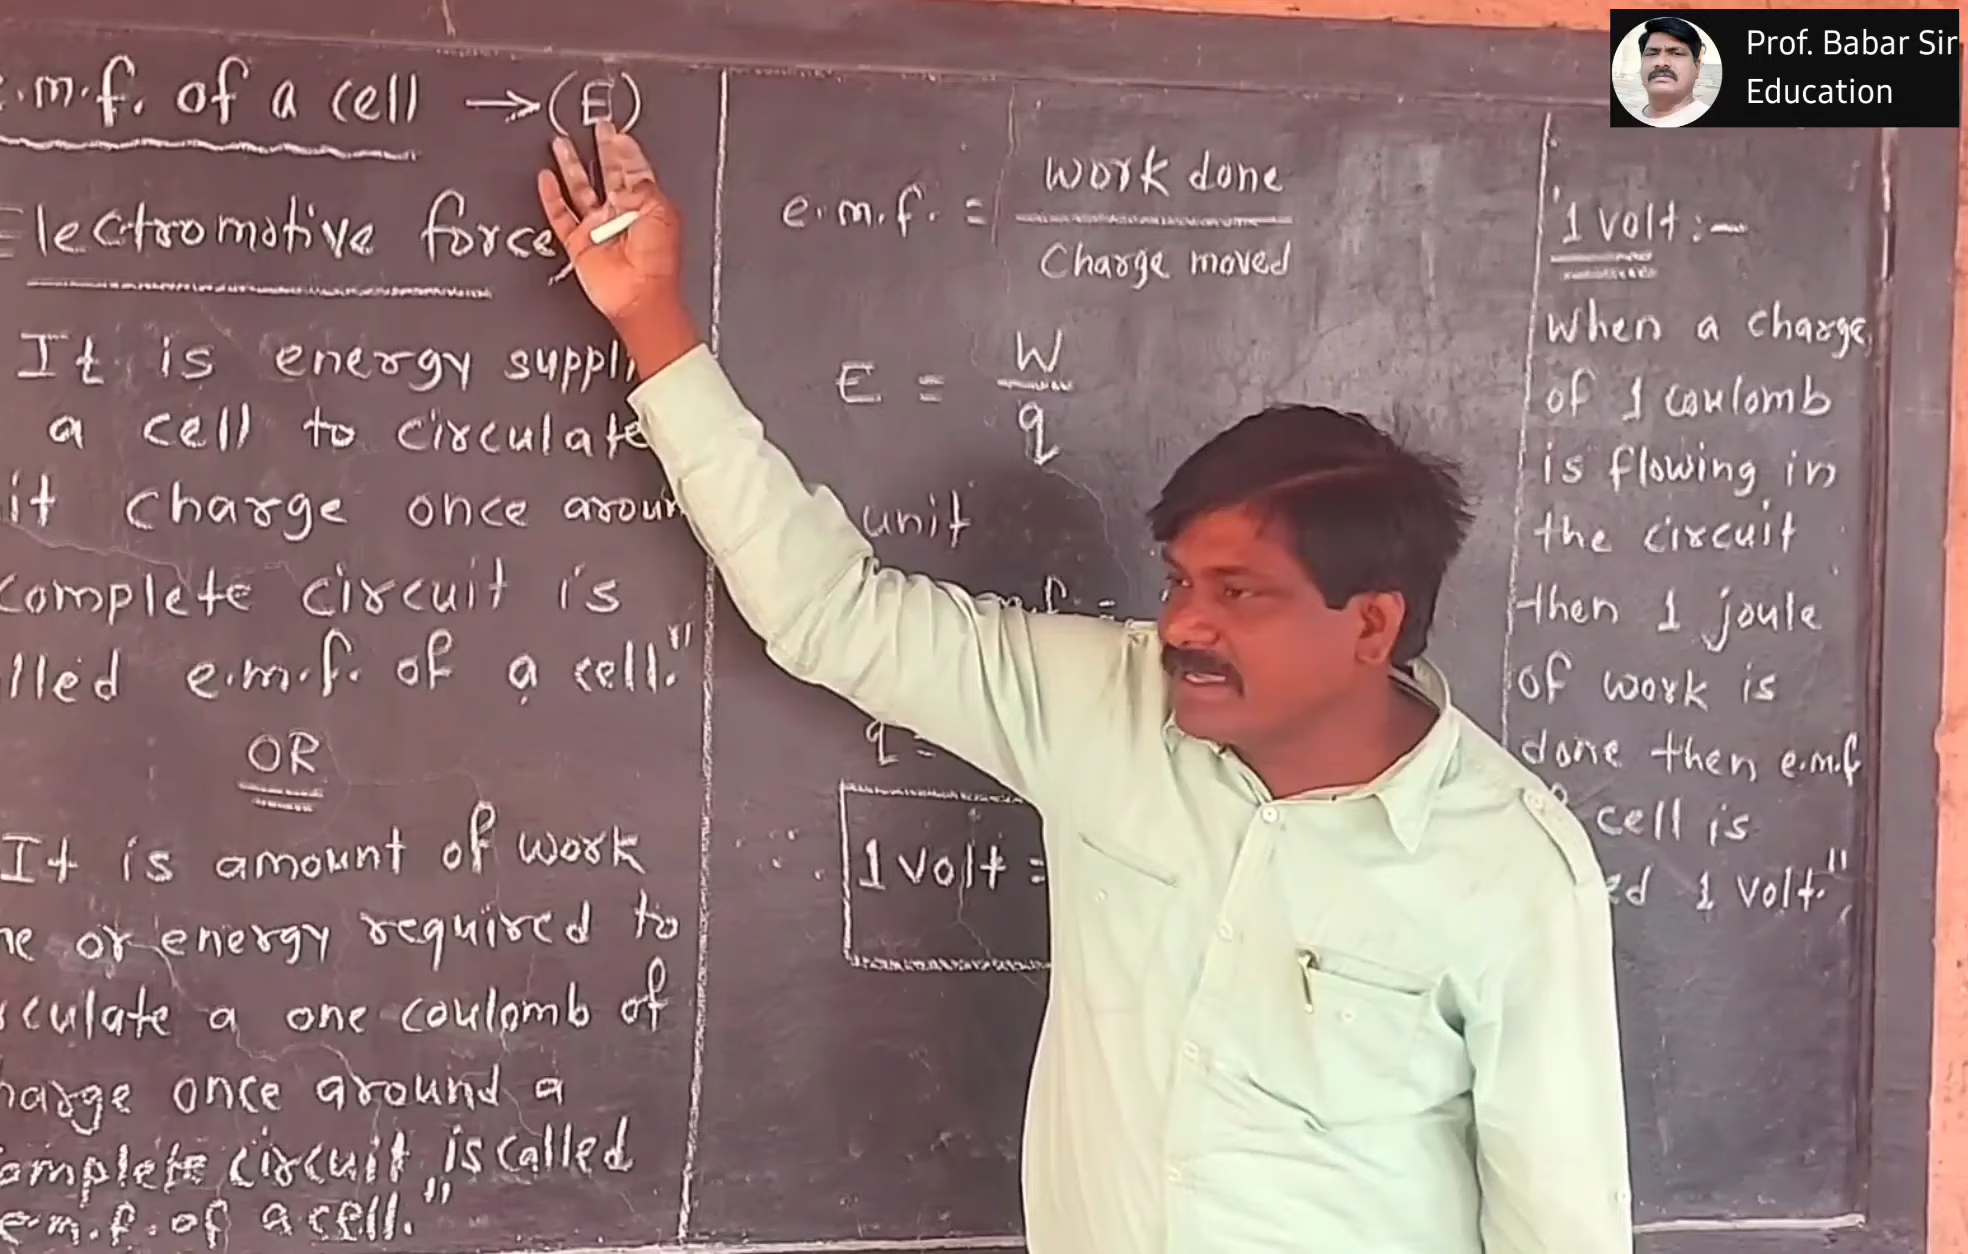 e.m.f. of a cell → (E)
Electromotive force
It is energy suppli
a cell to circulate
it charge once aroun
complete circuit is
lled e.m.f. of a cell."
OR
It is amount of work
ne or energy required to
rculate a one coulomb of
harge once around a
omplete circuit is called
e.m.f. of a cell."
e.m.f. = work done
Charge moved
E = W
q
unit
m.f =
q =
∴ 1 volt =
1 volt :-
When a charge
of 1 coulomb
is flowing in
the circuit
then 1 joule
of work is
done then e.m.f
cell is
ed 1 volt."
Prof. Babar Sir
Education